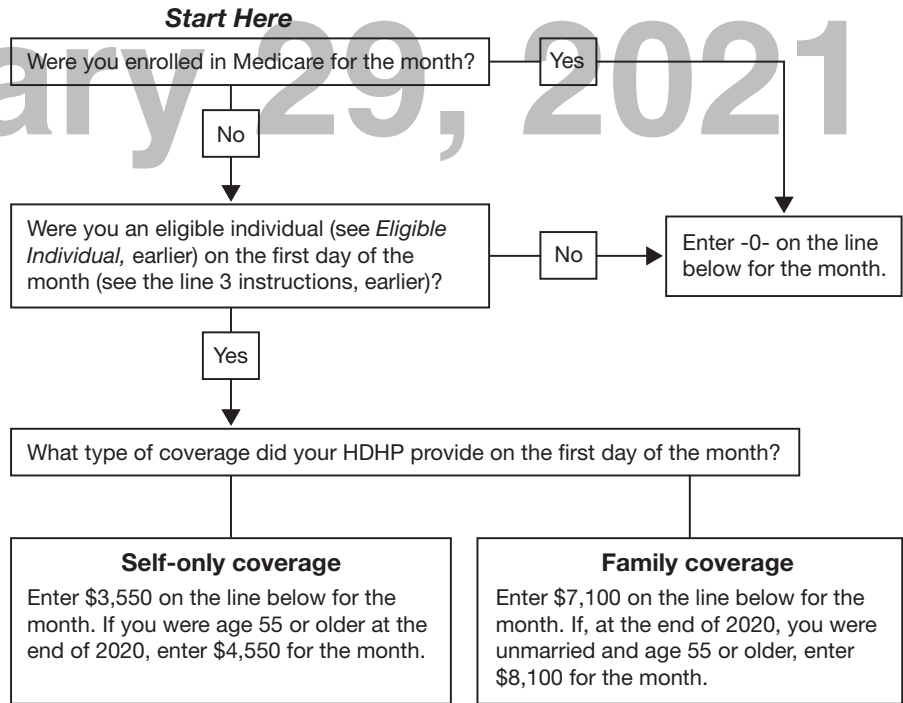 Start Here
ary 29, 2021
Were you enrolled in Medicare for the month?
Yes
No
Were you an eligible individual (see Eligible
Individual, earlier) on the first day of the
month (see the line 3 instructions, earlier)?
No
Enter -0- on the line
below for the month.
Yes
What type of coverage did your HDHP provide on the first day of the month?
Self-only coverage
Enter $3,550 on the line below for the
month. If you were age 55 or older at the
end of 2020, enter $4,550 for the month.
Family coverage
Enter $7,100 on the line below for the
month. If, at the end of 2020, you were
unmarried and age 55 or older, enter
$8,100 for the month.